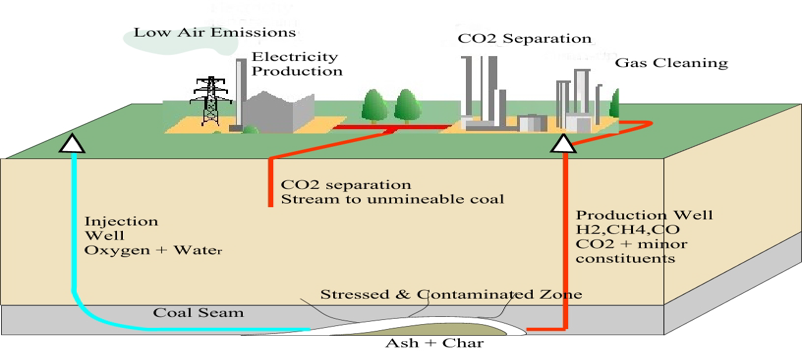 Low Air Emissions
Electricity
Production
CO2 Separation
Gas Cleaning
CO2 separation
Stream to unmineable coal
Injection
Well
Oxygen + Water
Production Well
H2,CH4,CO
CO2 + minor
constituents
Stressed & Contaminated Zone
Coal Seam
Ash + Char